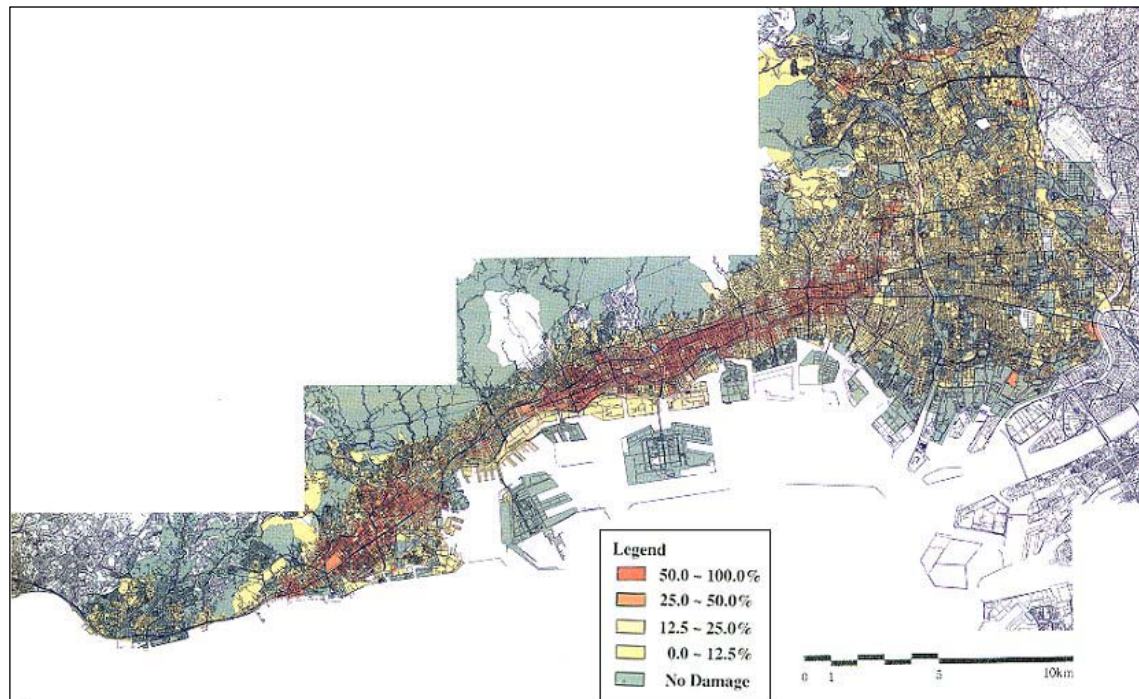 Legend
50.0 ~ 100.0%
25.0 ~ 50.0%
12.5 ~ 25.0%
0.0 ~ 12.5%
No Damage
0 1 5 10km